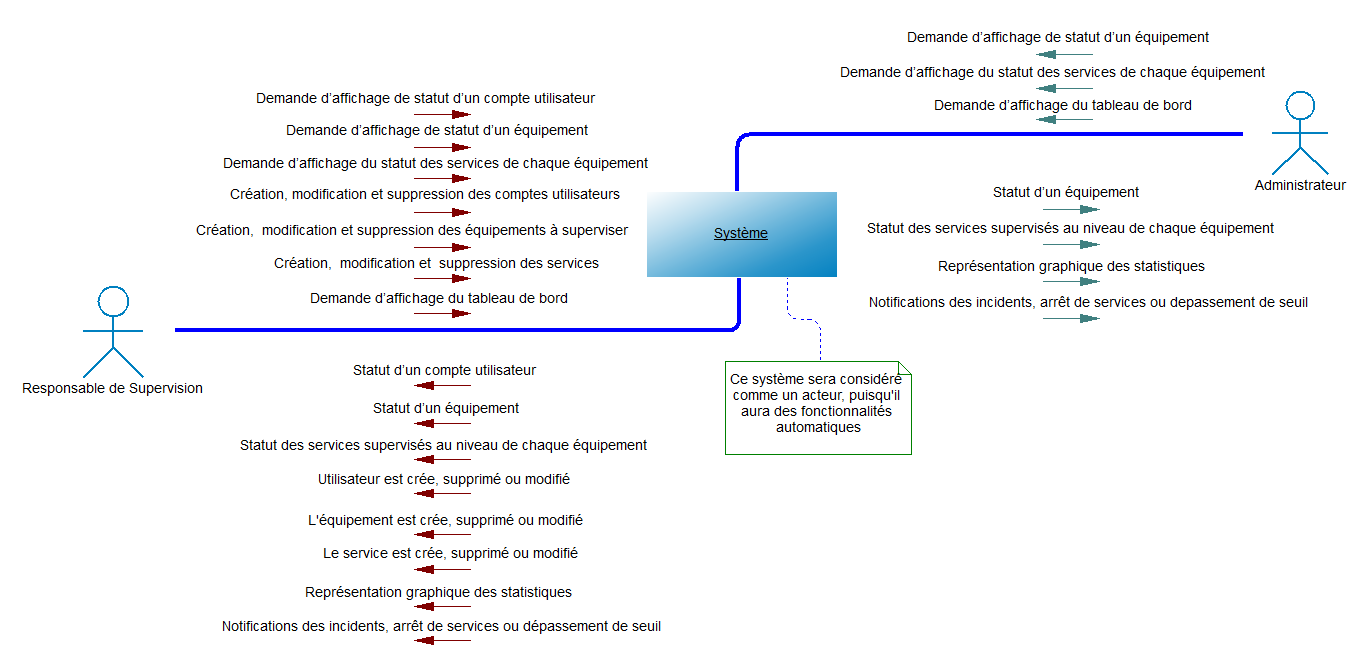 Demande d’affichage de statut d’un équipement
Demande d’affichage du statut des services de chaque équipement
Demande d’affichage du tableau de bord
Administrateur
Demande d’affichage de statut d’un compte utilisateur
Demande d’affichage de statut d’un équipement
Demande d’affichage du statut des services de chaque équipement
Création, modification et suppression des comptes utilisateurs
Création, modification et suppression des équipements à superviser
Création, modification et suppression des services
Demande d’affichage du tableau de bord
Système
Statut d’un équipement
Statut des services supervisés au niveau de chaque équipement
Représentation graphique des statistiques
Notifications des incidents, arrêt de services ou depassement de seuil
Responsable de Supervision
Ce système sera considéré
comme un acteur, puisqu'il
aura des fonctionnalités
automatiques
Statut d’un compte utilisateur
Statut d’un équipement
Statut des services supervisés au niveau de chaque équipement
Utilisateur est crée, supprimé ou modifié
L'équipement est crée, supprimé ou modifié
Le service est crée, supprimé ou modifié
Représentation graphique des statistiques
Notifications des incidents, arrêt de services ou dépassement de seuil